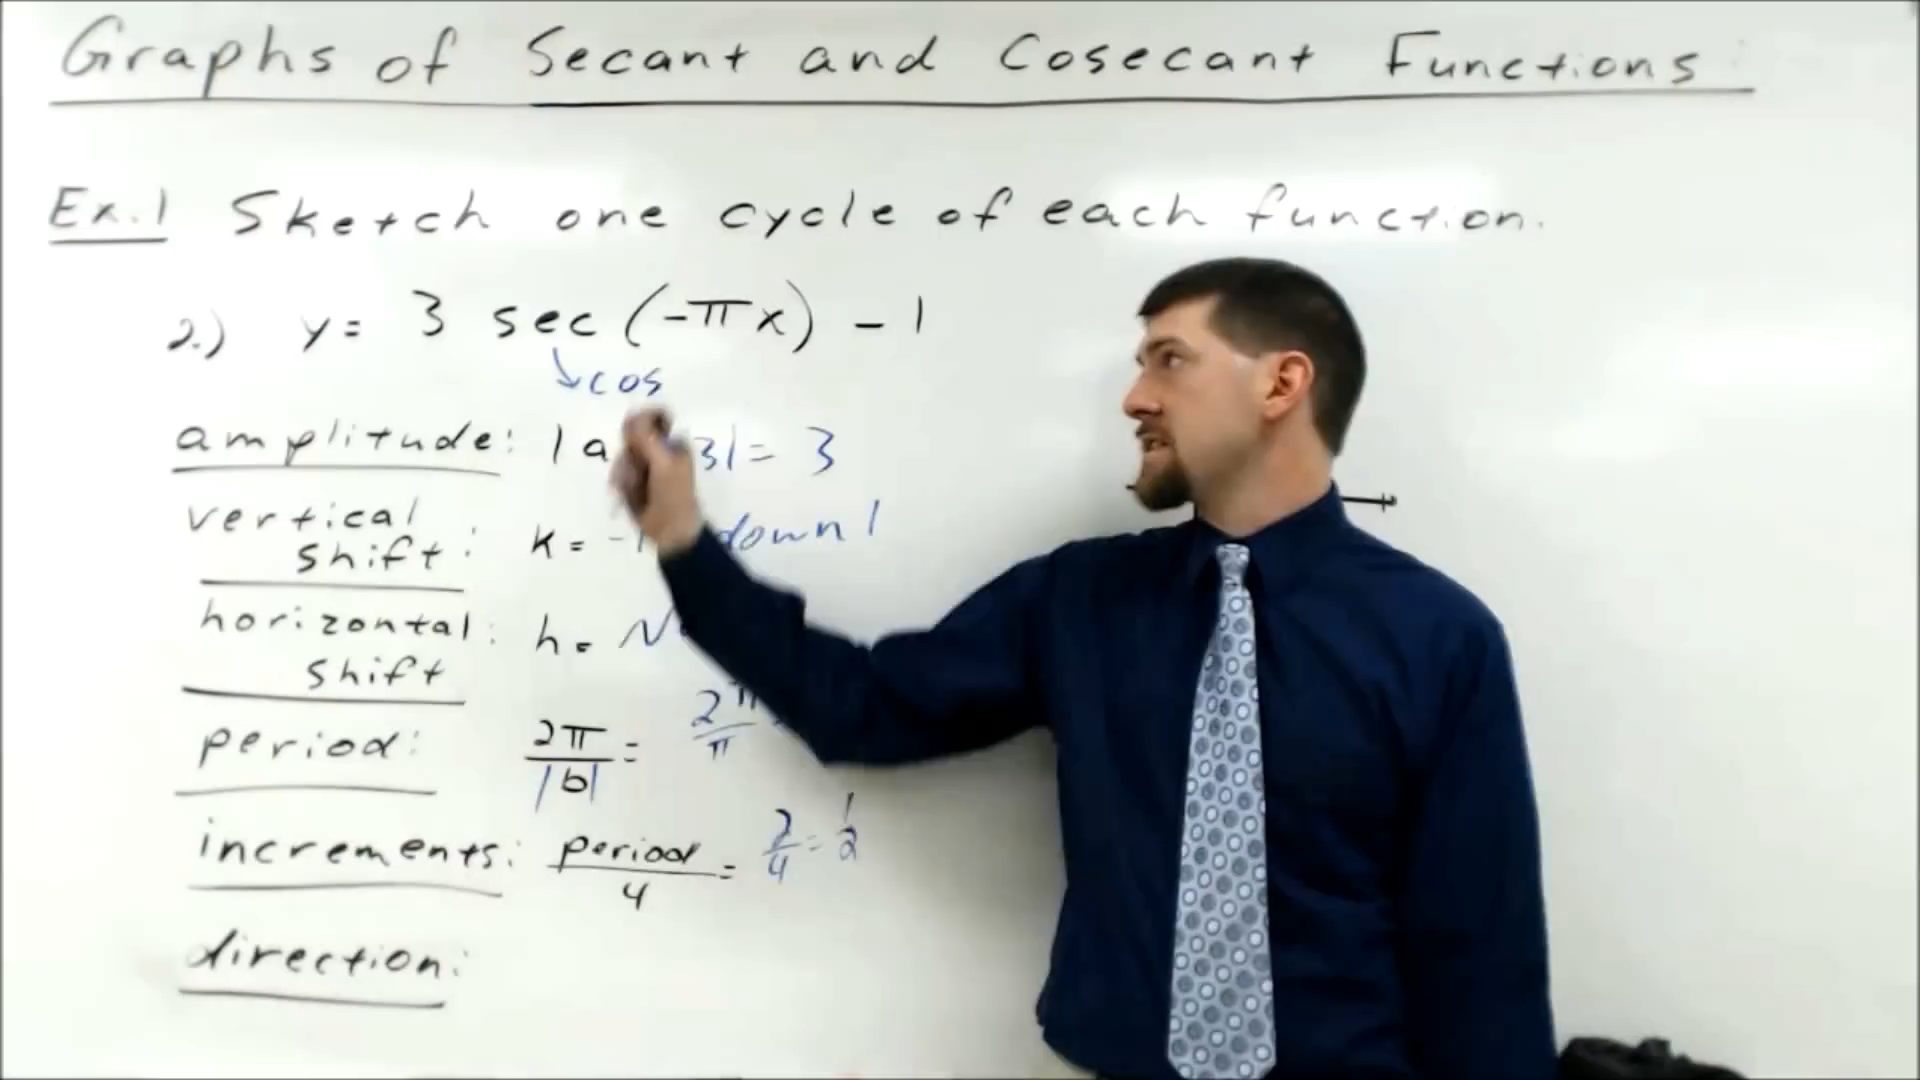 Graphs of Secant and Cosecant Functions
Ex.1 Sketch one cycle of each function.
2.) y = 3 sec (-πx) - 1
↘cos
amplitude: |a 3| = 3
vertical shift: k = -1 down 1
horizontal shift: h = N
period: 2π/|b| = 2π/π
increments: period/4 = 2/4 = 1/2
direction: